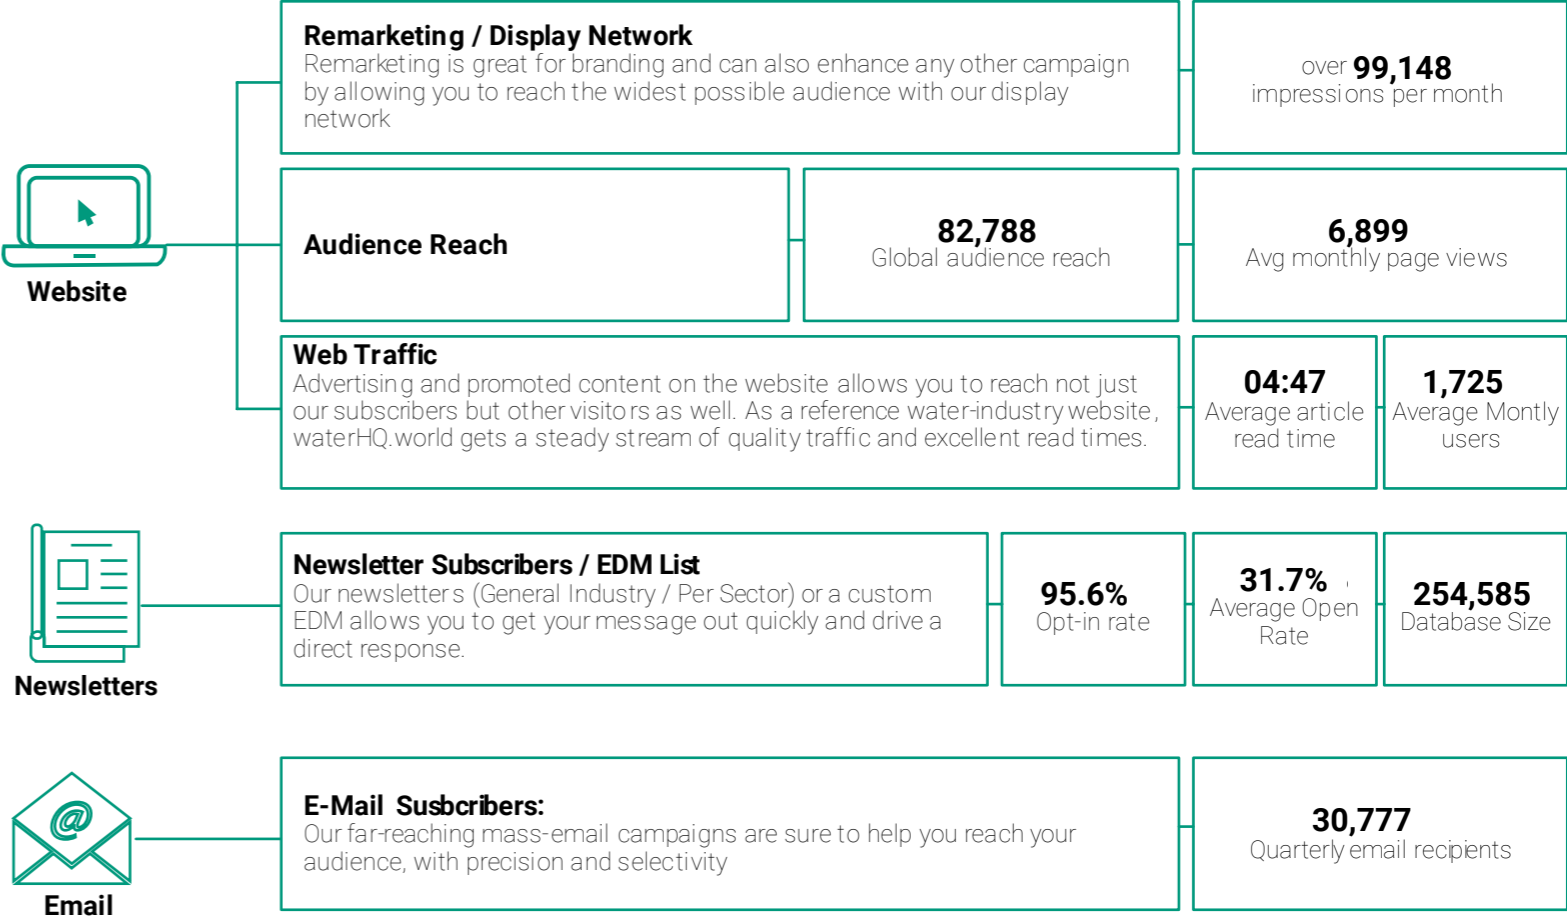 Remarketing / Display Network
Remarketing is great for branding and can also enhance any other campaign
by allowing you to reach the widest possible audience with our display
network
over 99,148
impressions per month
Website
Audience Reach
82,788
Global audience reach
6,899
Avg monthly page views
Web Traffic
Advertising and promoted content on the website allows you to reach not just
our subscribers but other visitors as well. As a reference water-industry website,
waterHQ.world gets a steady stream of quality traffic and excellent read times.
04:47
Average article
read time
1,725
Average Montly
users
Newsletters
Newsletter Subscribers / EDM List
Our newsletters (General Industry / Per Sector) or a custom
EDM allows you to get your message out quickly and drive a
direct response.
95.6%
Opt-in rate
31.7%
Average Open
Rate
254,585
Database Size
@
Email
E-Mail Susbcribers:
Our far-reaching mass-email campaigns are sure to help you reach your
audience, with precision and selectivity
30,777
Quarterly email recipients